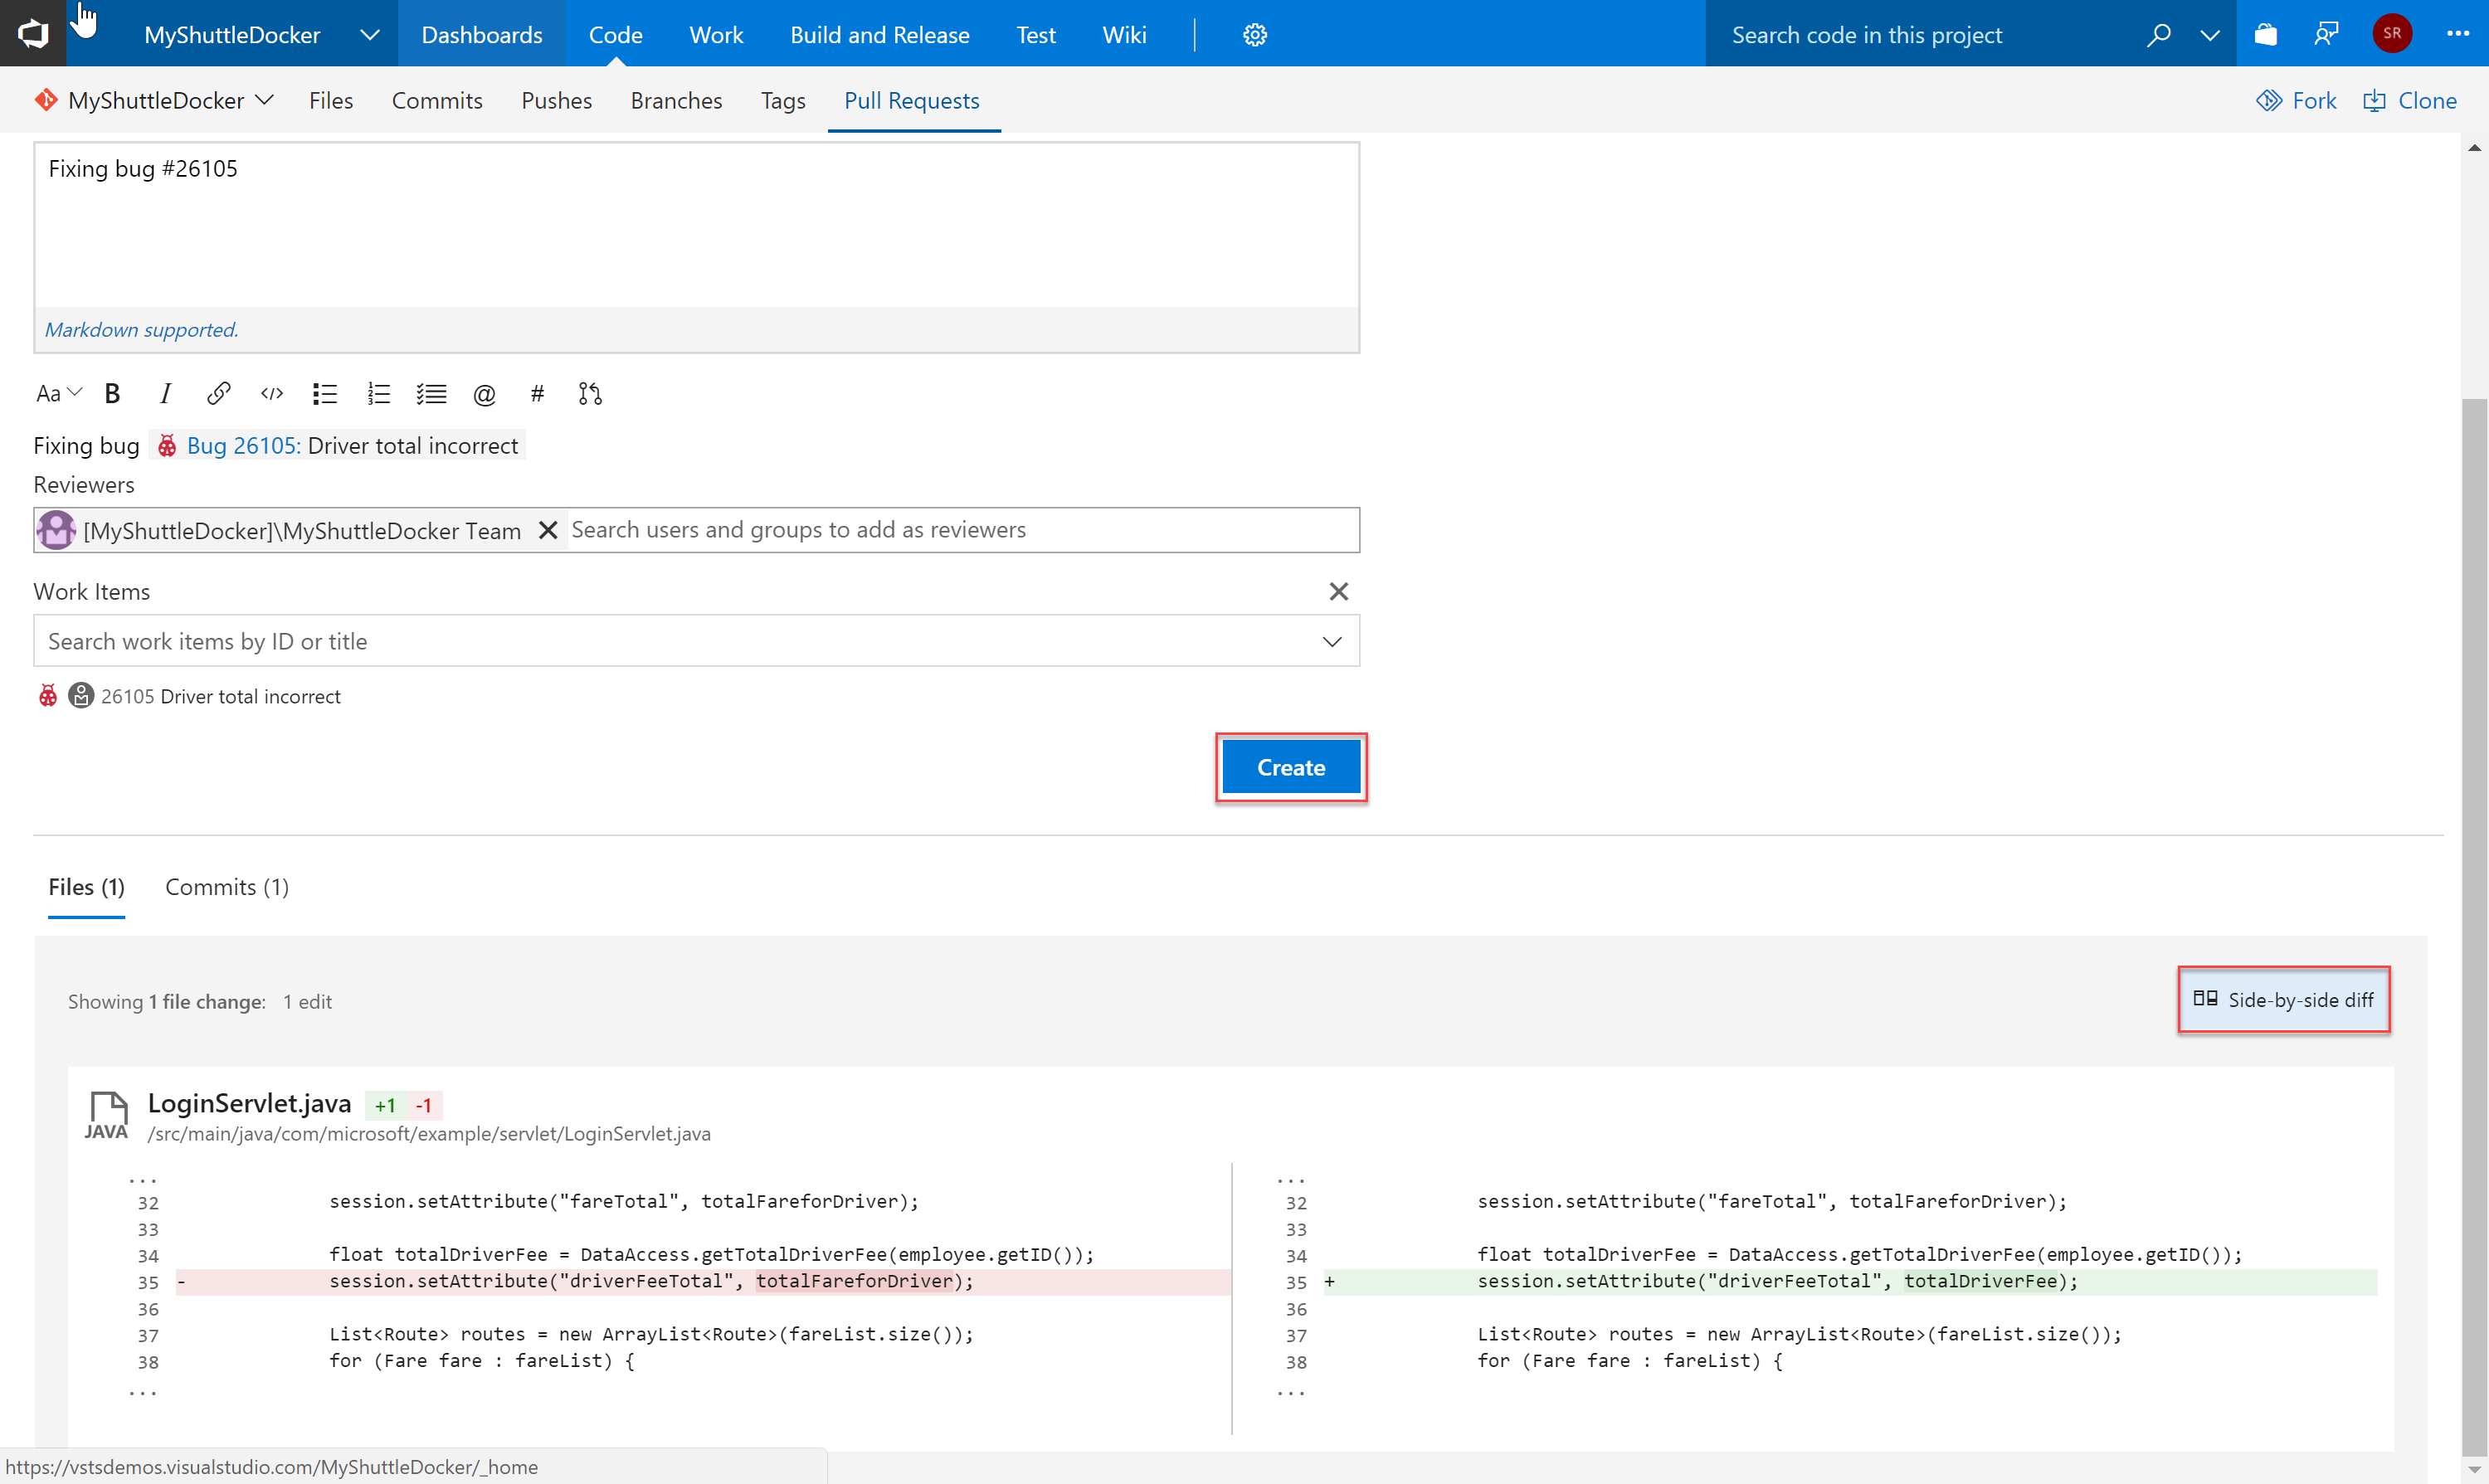 MyShuttleDocker Dashboards Code Work Build and Release Test Wiki Search code in this project SR
MyShuttleDocker Files Commits Pushes Branches Tags Pull Requests Fork Clone
Fixing bug #26105
Markdown supported.
Aa B I </> @ #
Fixing bug Bug 26105: Driver total incorrect
Reviewers
[MyShuttleDocker]\MyShuttleDocker Team Search users and groups to add as reviewers
Work Items
Search work items by ID or title
26105 Driver total incorrect
Create
Files (1) Commits (1)
Showing 1 file change: 1 edit Side-by-side diff
JAVA LoginServlet.java +1 -1
/src/main/java/com/microsoft/example/servlet/LoginServlet.java
...
32 session.setAttribute("fareTotal", totalFareforDriver);
33
34 float totalDriverFee = DataAccess.getTotalDriverFee(employee.getID());
35 - session.setAttribute("driverFeeTotal", totalFareforDriver);
36
37 List<Route> routes = new ArrayList<Route>(fareList.size());
38 for (Fare fare : fareList) {
...
...
32 session.setAttribute("fareTotal", totalFareforDriver);
33
34 float totalDriverFee = DataAccess.getTotalDriverFee(employee.getID());
35 + session.setAttribute("driverFeeTotal", totalDriverFee);
36
37 List<Route> routes = new ArrayList<Route>(fareList.size());
38 for (Fare fare : fareList) {
...
https://vstsdemos.visualstudio.com/MyShuttleDocker/_home